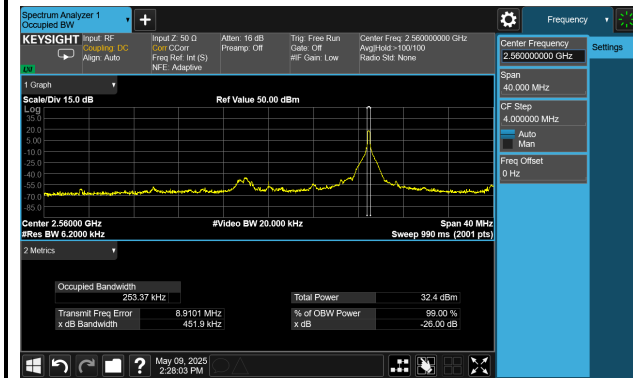 Spectrum Analyzer 1
Occupied BW
Frequency
KEYSIGHT
Input: RF
Coupling: DC
Align: Auto
Input Z: 50 Ω
Corr CCorr
Freq Ref: Int (S)
NFE: Adaptive
Atten: 16 dB
Preamp: Off
Trig: Free Run
Gate: Off
#IF Gain: Low
Center Freq: 2.560000000 GHz
Avg|Hold:>100/100
Radio Std: None
LXI
Center Frequency
2.560000000 GHz
Settings
Span
40.000 MHz
CF Step
4.000000 MHz
Auto
Man
Freq Offset
0 Hz
1 Graph
Scale/Div 15.0 dB
Ref Value 50.00 dBm
Log
35.0
20.0
5.00
-10.0
-25.0
-40.0
-55.0
-70.0
-85.0
Center 2.56000 GHz
#Video BW 20.000 kHz
Span 40 MHz
#Res BW 6.2000 kHz
Sweep 990 ms (2001 pts)
2 Metrics
Occupied Bandwidth
253.37 kHz
Total Power
32.4 dBm
Transmit Freq Error
8.9101 MHz
% of OBW Power
99.00 %
x dB Bandwidth
451.9 kHz
x dB
-26.00 dB
?
May 09, 2025
2:28:03 PM